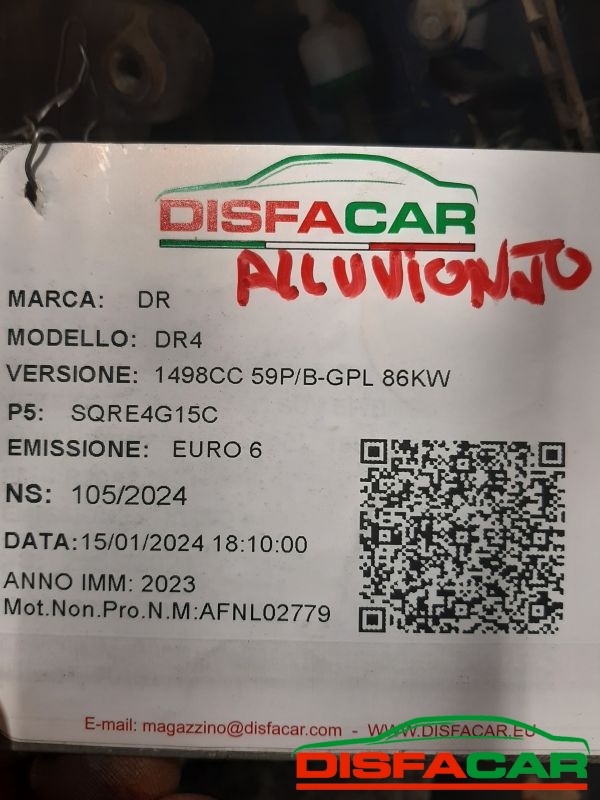 DISFACAR
ALLUVIONATO
MARCA: DR
MODELLO: DR4
VERSIONE: 1498CC 59P/B-GPL 86KW
P5: SQRE4G15C
EMISSIONE: EURO 6
NS: 105/2024
DATA:15/01/2024 18:10:00
ANNO IMM: 2023
Mot.Non.Pro.N.M:AFNL02779
E-mail: magazzino@disfacar.com - WWW.DISFACAR.EU
DISFACAR